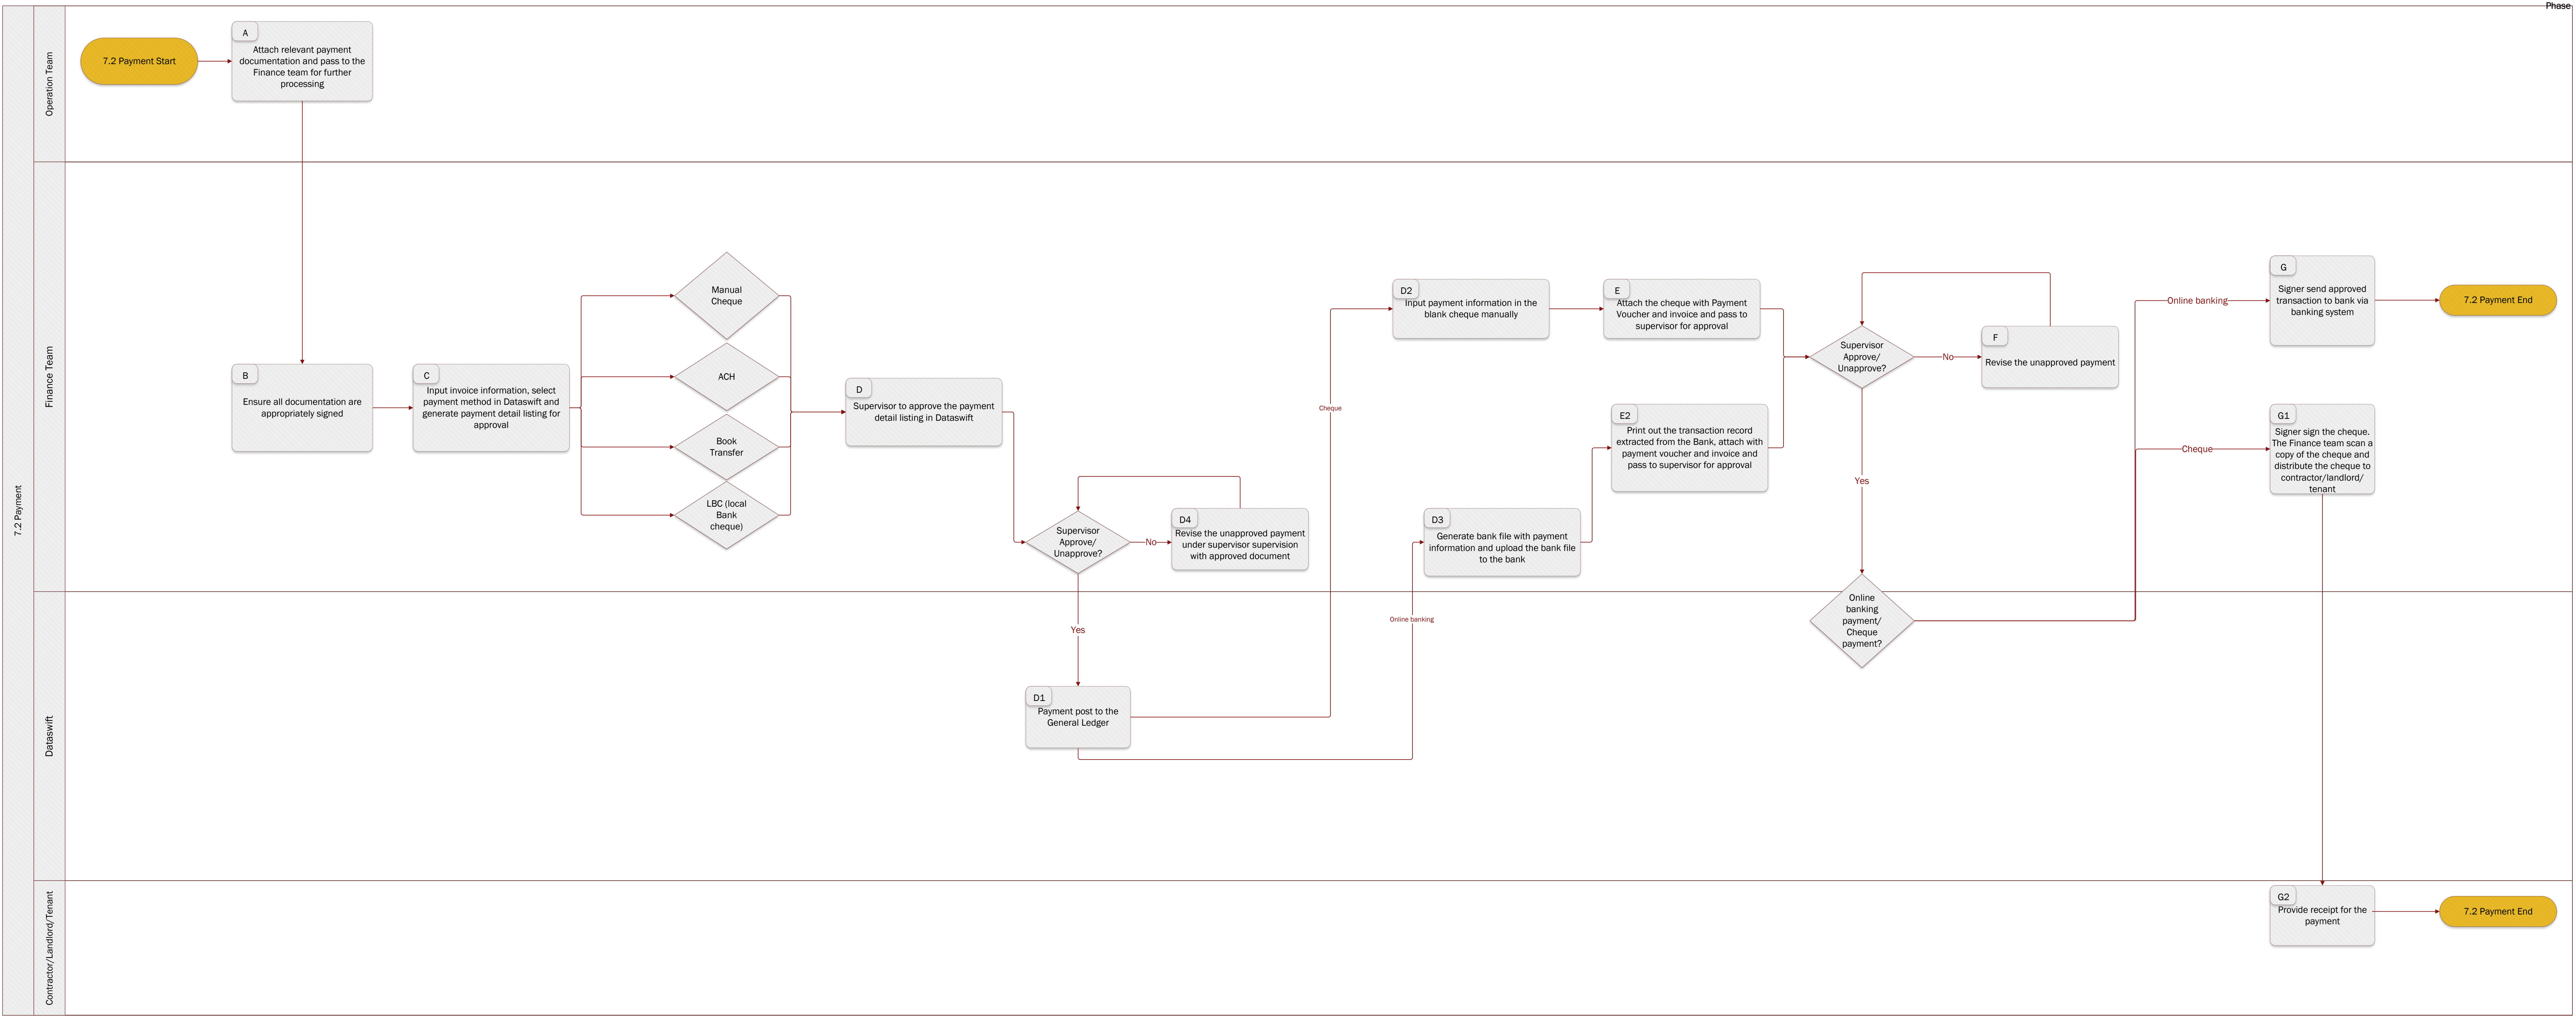 Phase
7.2 Payment
Operation Team
7.2 Payment Start
A
Attach relevant payment
documentation and pass to the
Finance team for further
processing
Finance Team
B
Ensure all documentation are
appropriately signed
C
Input invoice information, select
payment method in Dataswift and
generate payment detail listing for
approval
Manual
Cheque
ACH
Book
Transfer
LBC (local
Bank
cheque)
D
Supervisor to approve the payment
detail listing in Dataswift
Supervisor
Approve/
Unapprove?
No
D4
Revise the unapproved payment
under supervisor supervision
with approved document
Yes
Cheque
Online banking
D2
Input payment information in the
blank cheque manually
E
Attach the cheque with Payment
Voucher and invoice and pass to
supervisor for approval
D3
Generate bank file with payment
information and upload the bank file
to the bank
E2
Print out the transaction record
extracted from the Bank, attach with
payment voucher and invoice and
pass to supervisor for approval
Supervisor
Approve/
Unapprove?
No
F
Revise the unapproved payment
Yes
Online
banking
payment/
Cheque
payment?
Online banking
G
Signer send approved
transaction to bank via
banking system
7.2 Payment End
Cheque
G1
Signer sign the cheque.
The Finance team scan a
copy of the cheque and
distribute the cheque to
contractor/landlord/
tenant
Dataswift
D1
Payment post to the
General Ledger
Contractor/Landlord/Tenant
G2
Provide receipt for the
payment
7.2 Payment End